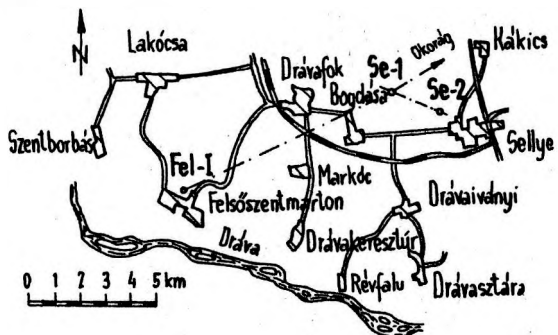 N
Lakócsa
Drávafok
Bogdása
Se-1
Okorág
Kákics
Se-2
Szentborbás
Sellye
Fel-I.
Markóc
Felsőszentmárton
Drávaiványi
Dráva
Drávakeresztúr
Révfalu
Drávasztára
0 1 2 3 4 5 km